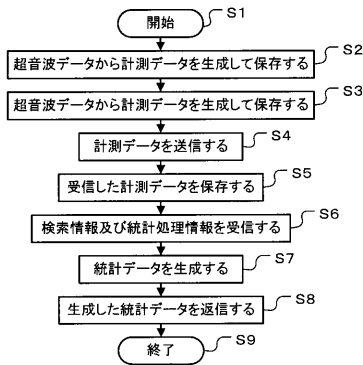 開始 S1
超音波データから計測データを生成して保存する S2
超音波データから計測データを生成して保存する S3
計測データを送信する S4
受信した計測データを保存する S5
検索情報及び統計処理情報を受信する S6
統計データを生成する S7
生成した統計データを返信する S8
終了 S9